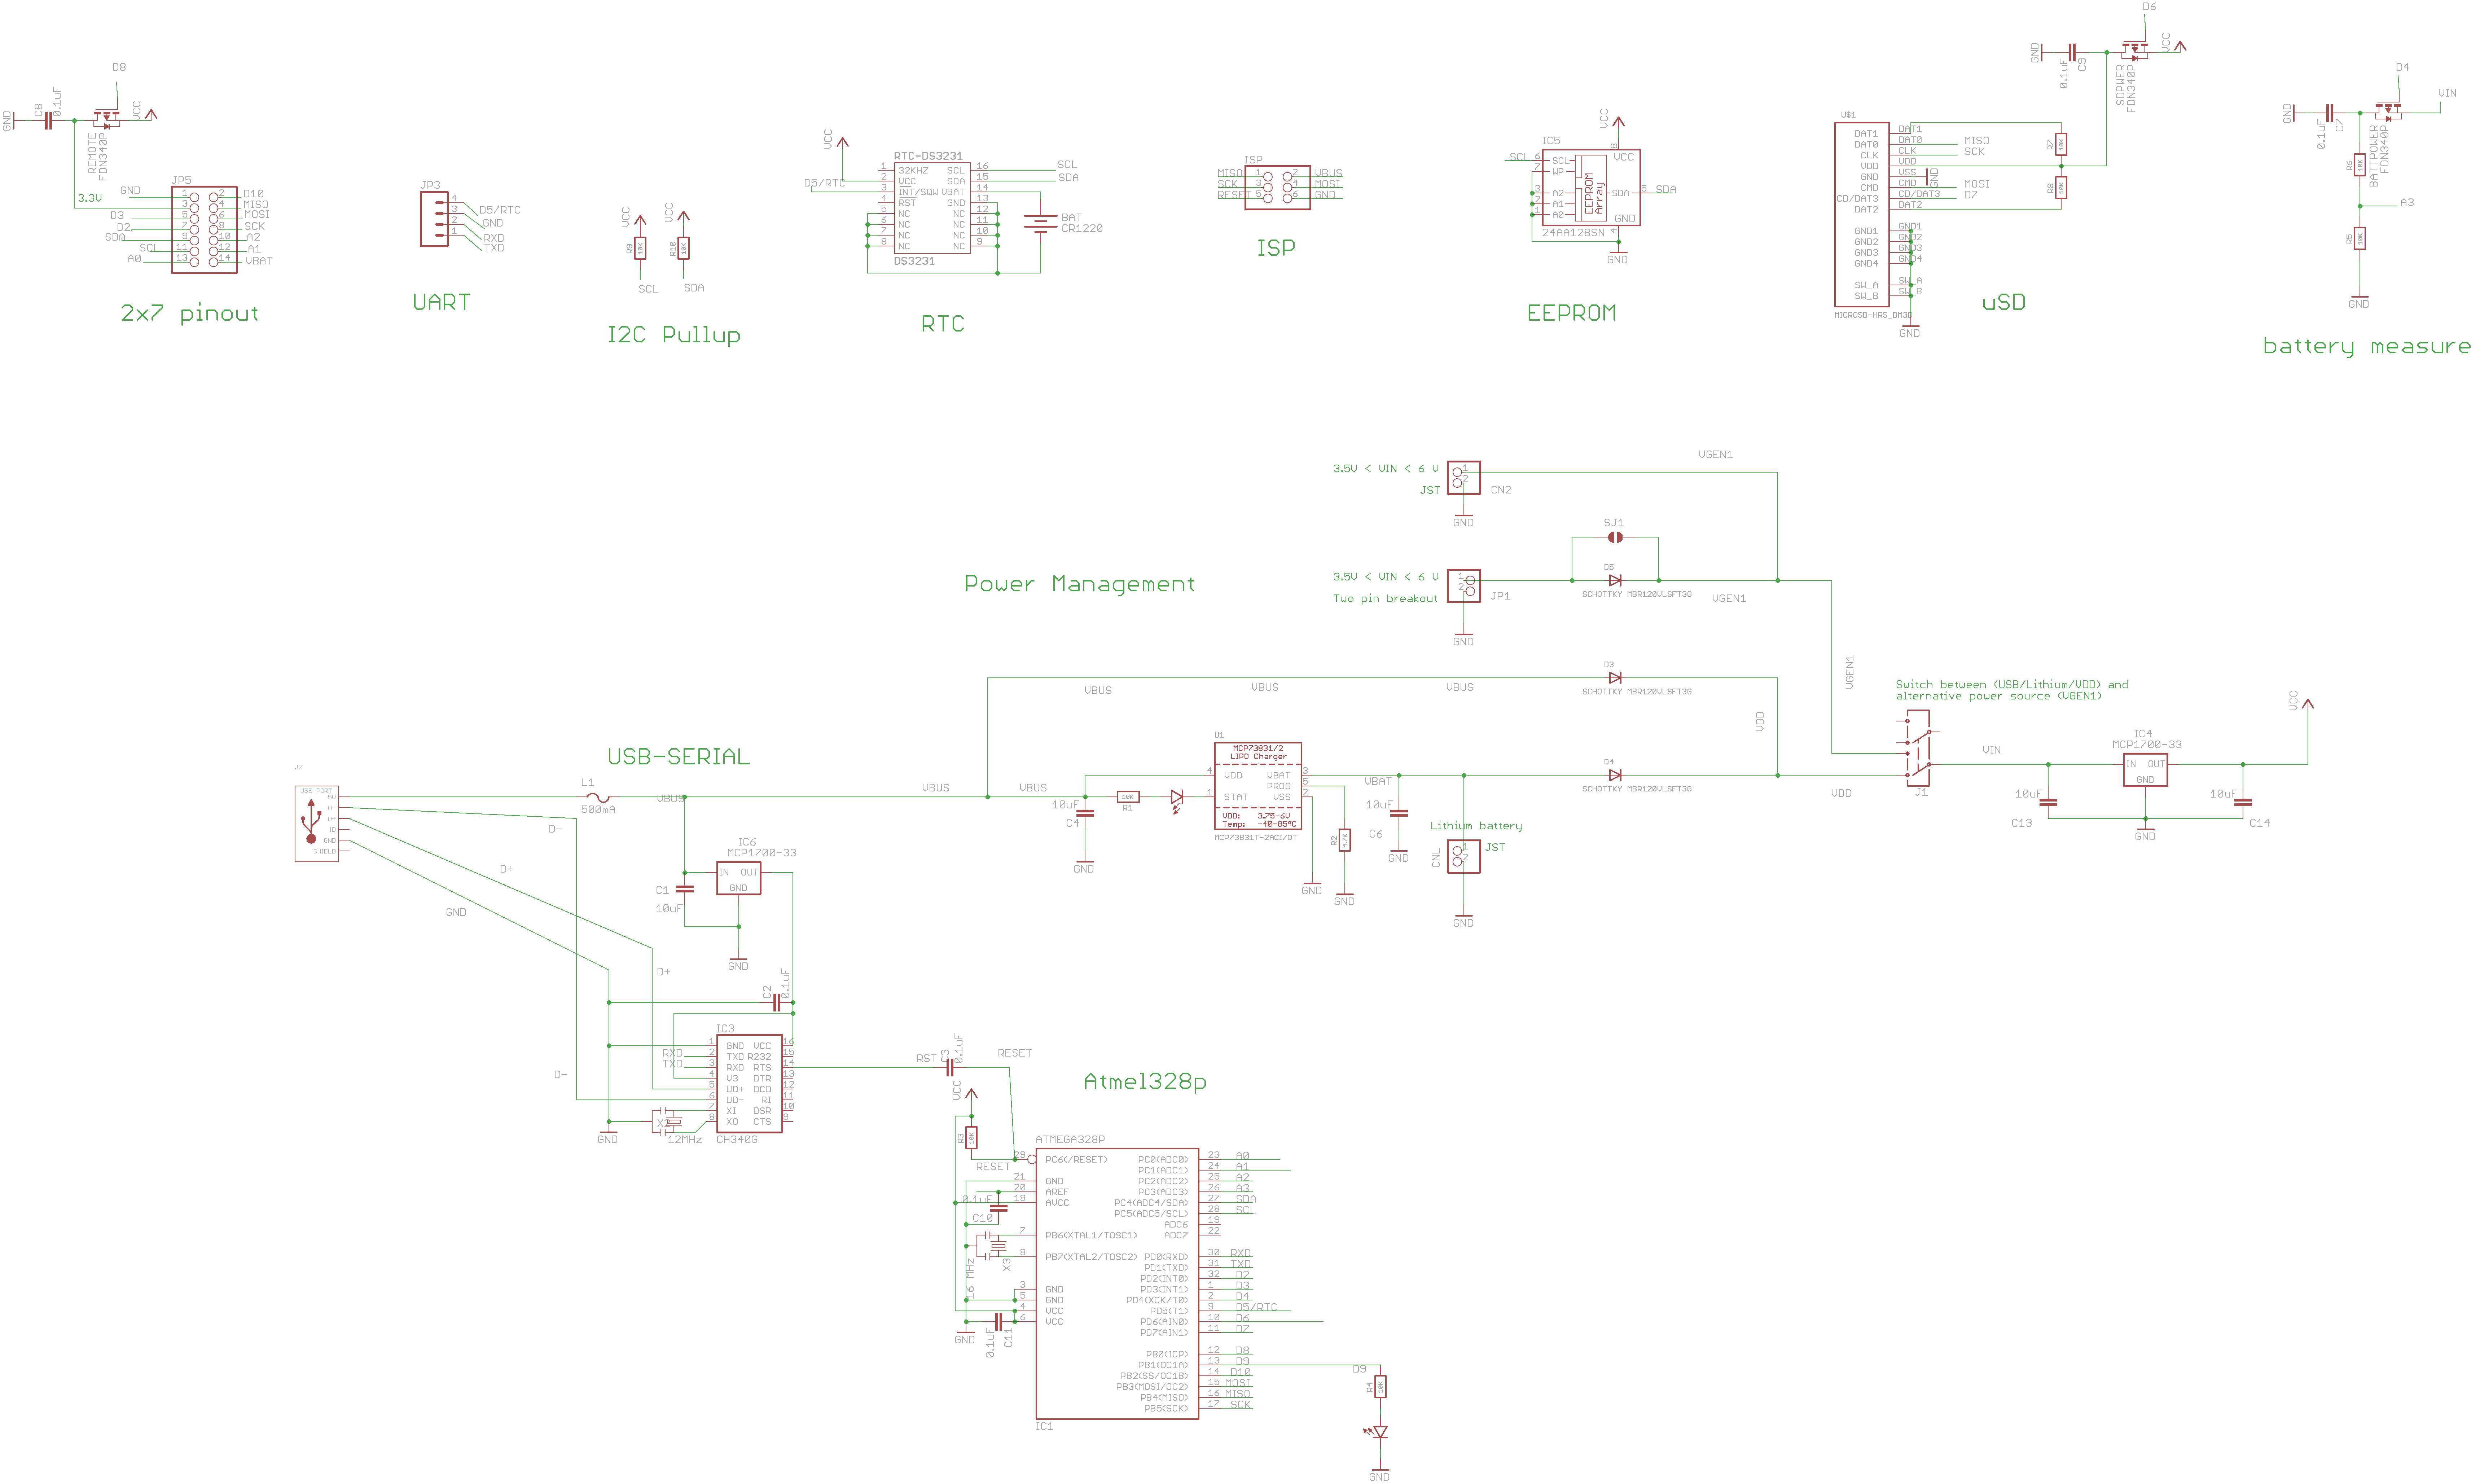 D8
C8
0.1uF
GND
VCC
REMOTE
FDN340P
JP5
GND
3.3V
D3
D2
SDA
SCL
A0
1
3
5
7
9
11
13
2
4
6
8
10
12
14
D10
MISO
MOSI
SCK
A2
A1
VBAT
2x7 pinout
JP3
4
3
2
1
D5/RTC
GND
RXD
TXD
UART
VCC
R9
10K
SCL
VCC
R10
10K
SDA
I2C Pullup
VCC
D5/RTC
RTC-DS3231
1 32KHZ SCL 16
2 VCC SDA 15
3 INT/SQW VBAT 14
4 RST GND 13
5 NC NC 12
6 NC NC 11
7 NC NC 10
8 NC NC 9
DS3231
SCL
SDA
BAT
CR1220
RTC
ISP
MISO 1 2 VBUS
SCK 3 4 MOSI
RESET 5 6 GND
ISP
VCC
IC5
SCL 6 SCL
7 WP
3 A2
2 A1
1 A0
EEPROM
Array
8 VCC
SDA 5 SDA
GND 4
24AA128SN
GND
EEPROM
D6
GND
C9
0.1uF
VCC
SDPOWER
FDN340P
U$1
DAT1 DAT1
DAT0 DAT0 MISO
CLK CLK SCK
VDD VDD
GND VSS GND
CMD CMD MOSI
CD/DAT3 CD/DAT3 D7
DAT2 DAT2
GND1 GND1
GND2 GND2
GND3 GND3
GND4 GND4
SW_A SW_A
SW_B SW_B
MICROSD-HRS_DM3D
GND
R7
10K
R8
10K
uSD
D4
VIN
GND
0.1uF
C7
BATTPOWER
FDN340P
R6
10K
A3
R5
10K
GND
battery measure
3.5V < VIN < 6 V
JST
1
2
CN2
GND
VGEN1
SJ1
Power Management
3.5V < VIN < 6 V
Two pin breakout
1
2
JP1
GND
D5
SCHOTTKY MBR120VLSFT3G
VGEN1
VGEN1
D3
SCHOTTKY MBR120VLSFT3G
VBUS
VBUS
VBUS
VDD
Switch between (USB/Lithium/VDD) and
alternative power source (VGEN1)
J1
VIN
VDD
IC4
MCP1700-33
IN OUT
GND
10uF
C13
10uF
C14
GND
VCC
D4
SCHOTTKY MBR120VLSFT3G
U1
MCP73831/2
LIPO Charger
4 VDD VBAT 3
PROG 5
1 STAT VSS 2
VDD: 3.75-6V
Temp: -40-85ºC
MCP73831T-2ACI/OT
VBAT
10uF
C6
GND
R2
4.7K
GND
GND
Lithium battery
1
2
JST
CNL
GND
10K
R1
10uF
C4
GND
VBUS
VBUS
USB-SERIAL
J2
USB PORT
5V
D-
D+
ID
GND
SHIELD
L1
500mA
VBUS
D-
D+
GND
IC6
MCP1700-33
IN OUT
GND
C1
10uF
GND
D+
C2
0.1uF
IC3
1 GND VCC 16
2 TXD R232 15
3 RXD RTS 14
4 V3 DTR 13
5 UD+ DCD 12
6 UD- RI 11
7 XI DSR 10
8 XO CTS 9
RXD
TXD
D-
X2
12MHz
CH340G
GND
RST
C3
0.1uF
RESET
VCC
R3
10K
RESET
Atmel328p
ATMEGA328P
29 PC6(/RESET)
21 GND
20 AREF
18 AVCC
7 PB6(XTAL1/TOSC1)
8 PB7(XTAL2/TOSC2)
3 GND
5 GND
4 VCC
6 VCC
0.1uF
C10
16 MHz
X3
GND
0.1uF
C11
PC0(ADC0) 23 A0
PC1(ADC1) 24 A1
PC2(ADC2) 25 A2
PC3(ADC3) 26 A3
PC4(ADC4/SDA) 27 SDA
PC5(ADC5/SCL) 28 SCL
ADC6 19
ADC7 22
PD0(RXD) 30 RXD
PD1(TXD) 31 TXD
PD2(INT0) 32 D2
PD3(INT1) 1 D3
PD4(XCK/T0) 2 D4
PD5(T1) 9 D5/RTC
PD6(AIN0) 10 D6
PD7(AIN1) 11 D7
PB0(ICP) 12 D8
PB1(OC1A) 13 D9
PB2(SS/OC1B) 14 D10
PB3(MOSI/OC2) 15 MOSI
PB4(MISO) 16 MISO
PB5(SCK) 17 SCK
IC1
D9
R4
10K
GND